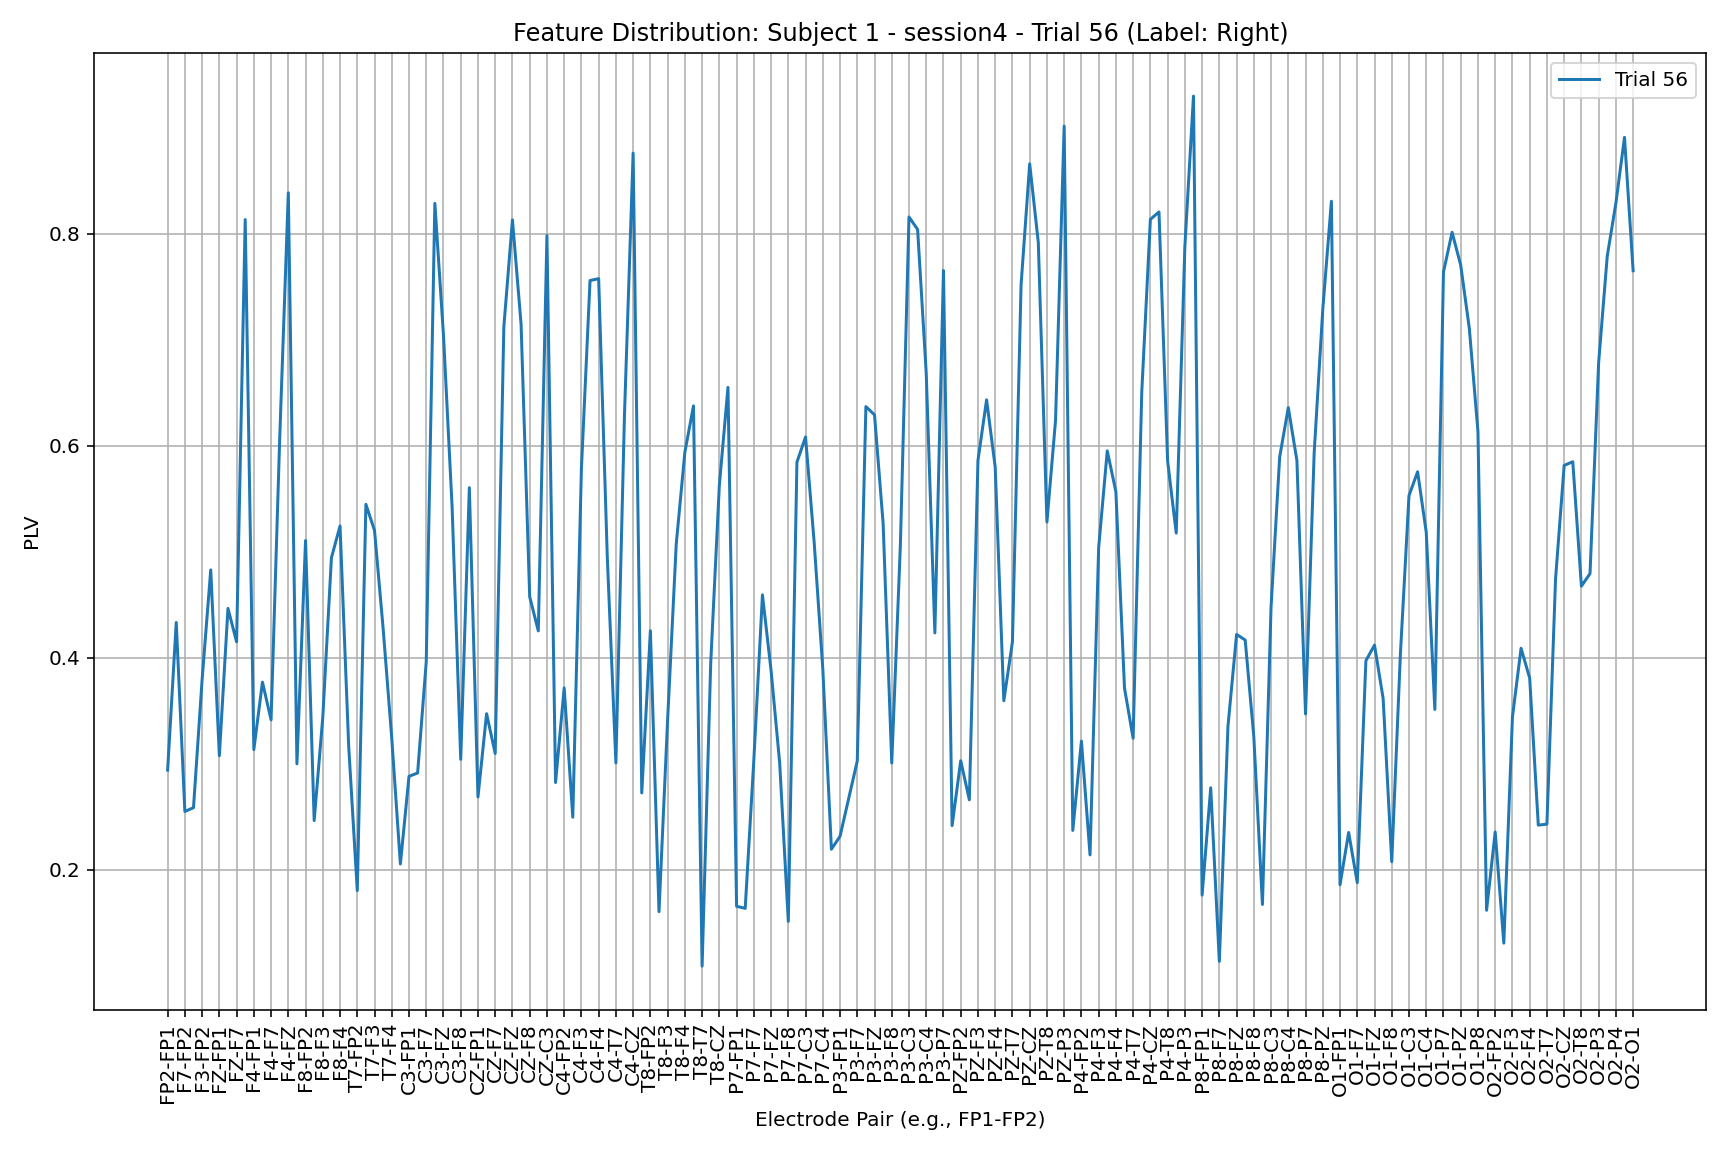 Feature Distribution: Subject 1 - session4 - Trial 56 (Label: Right)
Trial 56
PLV
0.8
0.6
0.4
0.2
FP2-FP1
F7-FP2
F3-FP2
FZ-FP1
FZ-F7
F4-FP1
F4-F7
F4-FZ
F8-FP2
F8-F3
F8-F4
T7-FP2
T7-F3
T7-F4
C3-FP1
C3-F7
C3-FZ
C3-F8
CZ-FP1
CZ-F7
CZ-FZ
CZ-F8
CZ-C3
C4-FP2
C4-F3
C4-F4
C4-T7
C4-CZ
T8-FP2
T8-F3
T8-F4
T8-T7
T8-CZ
P7-FP1
P7-F7
P7-FZ
P7-F8
P7-C3
P7-C4
P3-FP1
P3-F7
P3-FZ
P3-F8
P3-C3
P3-C4
P3-P7
PZ-FP2
PZ-F3
PZ-F4
PZ-T7
PZ-CZ
PZ-T8
PZ-P3
P4-FP2
P4-F3
P4-F4
P4-T7
P4-CZ
P4-T8
P4-P3
P8-FP1
P8-F7
P8-FZ
P8-F8
P8-C3
P8-C4
P8-P7
P8-PZ
O1-FP1
O1-F7
O1-FZ
O1-F8
O1-C3
O1-C4
O1-P7
O1-PZ
O1-P8
O2-FP2
O2-F3
O2-F4
O2-T7
O2-CZ
O2-T8
O2-P3
O2-P4
O2-O1
Electrode Pair (e.g., FP1-FP2)